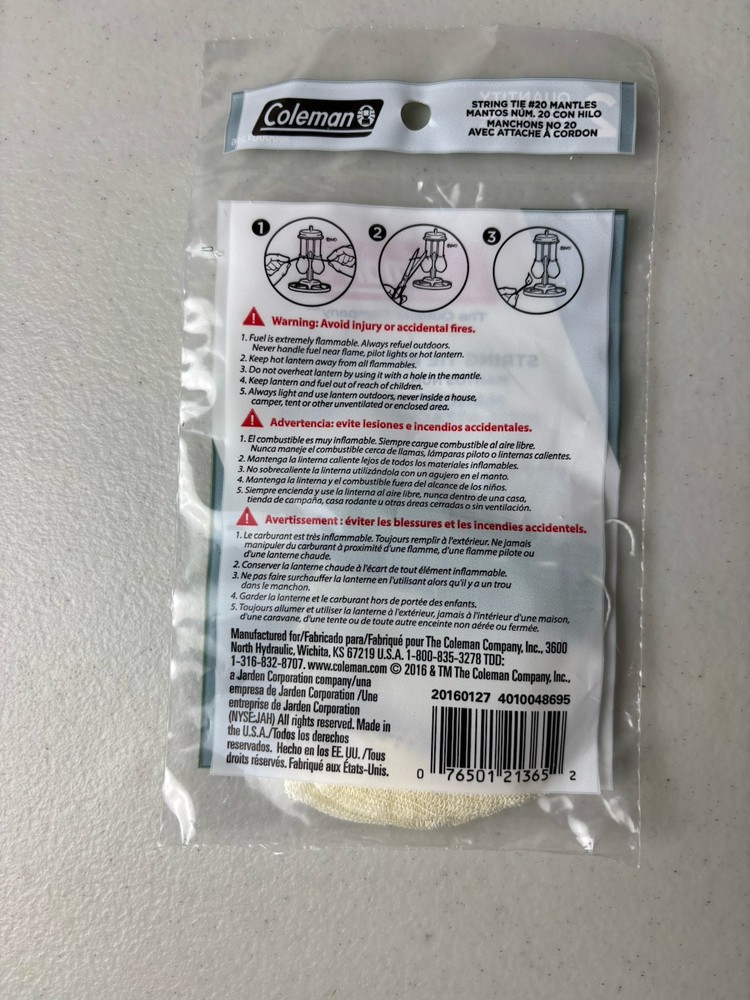 Coleman
STRING TIE #20 MANTLES
MANTOS NÚM. 20 CON HILO
MANCHONS NO 20
AVEC ATTACHE À CORDON
1 2 3
Warning: Avoid injury or accidental fires.
1. Fuel is extremely flammable. Always refuel outdoors.
Never handle fuel near flame, pilot lights or hot lantern.
2. Keep hot lantern away from all flammables.
3. Do not overheat lantern by using it with a hole in the mantle.
4. Keep lantern and fuel out of reach of children.
5. Always light and use lantern outdoors, never inside a house,
camper, tent or other unventilated or enclosed area.
Advertencia: evite lesiones e incendios accidentales.
1. El combustible es muy inflamable. Siempre cargue combustible al aire libre.
Nunca maneje el combustible cerca de llamas, lámparas piloto o linternas calientes.
2. Mantenga la linterna caliente lejos de todos los materiales inflamables.
3. No sobrecaliente la linterna utilizándola con un agujero en el manto.
4. Mantenga la linterna y el combustible fuera del alcance de los niños.
5. Siempre encienda y use la linterna al aire libre, nunca dentro de una casa,
tienda de campaña, casa rodante u otras áreas cerradas o sin ventilación.
Avertissement : éviter les blessures et les incendies accidentels.
1. Le carburant est très inflammable. Toujours remplir à l'extérieur. Ne jamais
manipuler du carburant à proximité d'une flamme, d'une flamme pilote ou
d'une lanterne chaude.
2. Conserver la lanterne chaude à l'écart de tout élément inflammable.
3. Ne pas faire surchauffer la lanterne en l'utilisant alors qu'il y a un trou
dans le manchon.
4. Garder la lanterne et le carburant hors de portée des enfants.
5. Toujours allumer et utiliser la lanterne à l'extérieur, jamais à l'intérieur d'une maison,
d'une caravane, d'une tente ou de toute autre enceinte non aérée ou fermée.
Manufactured for/Fabricado para/Fabriqué pour The Coleman Company, Inc., 3600
North Hydraulic, Wichita, KS 67219 U.S.A. 1-800-835-3278 TDD:
1-316-832-8707. www.coleman.com © 2016 & TM The Coleman Company, Inc.,
a Jarden Corporation company/una
empresa de Jarden Corporation /Une
entreprise de Jarden Corporation
(NYSE:JAH) All rights reserved. Made in
the U.S.A./Todos los derechos
reservados. Hecho en los EE. UU. /Tous
droits réservés. Fabriqué aux États-Unis.
20160127 4010048695
0 76501 21365 2